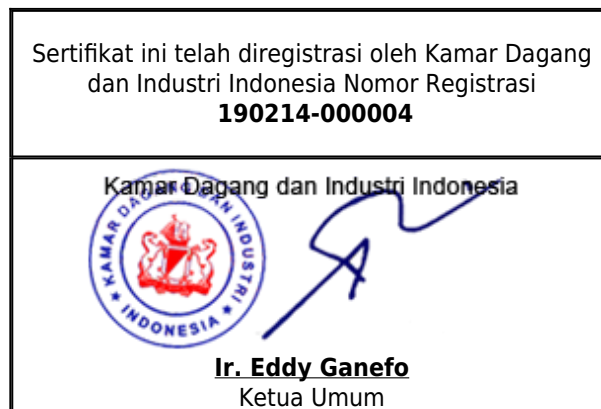 Sertifikat ini telah diregistrasi oleh Kamar Dagang
dan Industri Indonesia Nomor Registrasi
190214-000004
Kamar Dagang dan Industri Indonesia
KAMAR DAGANG DAN INDUSTRI
INDONESIA
Ir. Eddy Ganefo
Ketua Umum